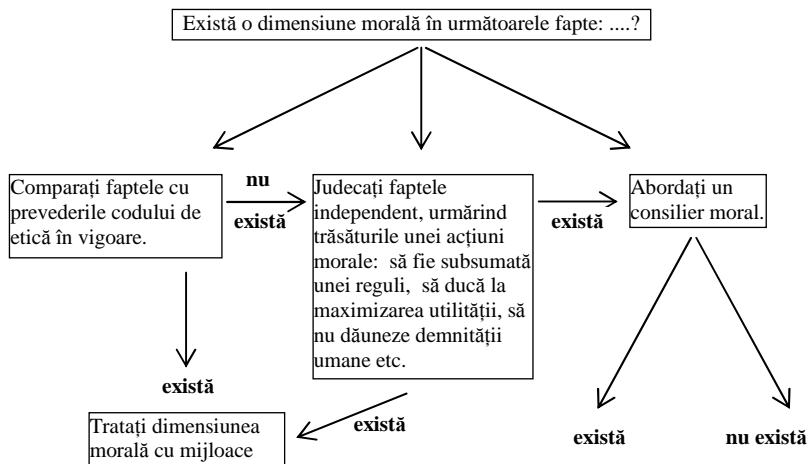 Există o dimensiune morală în următoarele fapte: ....?
Comparați faptele cu
prevederile codului de
etică în vigoare.
nu
există
Judecați faptele
independent, urmărind
trăsăturile unei acțiuni
morale: să fie subsumată
unei reguli, să ducă la
maximizarea utilității, să
nu dăuneze demnității
umane etc.
există
Abordați un
consilier moral.
există
Tratați dimensiunea
morală cu mijloace
există
există
nu există